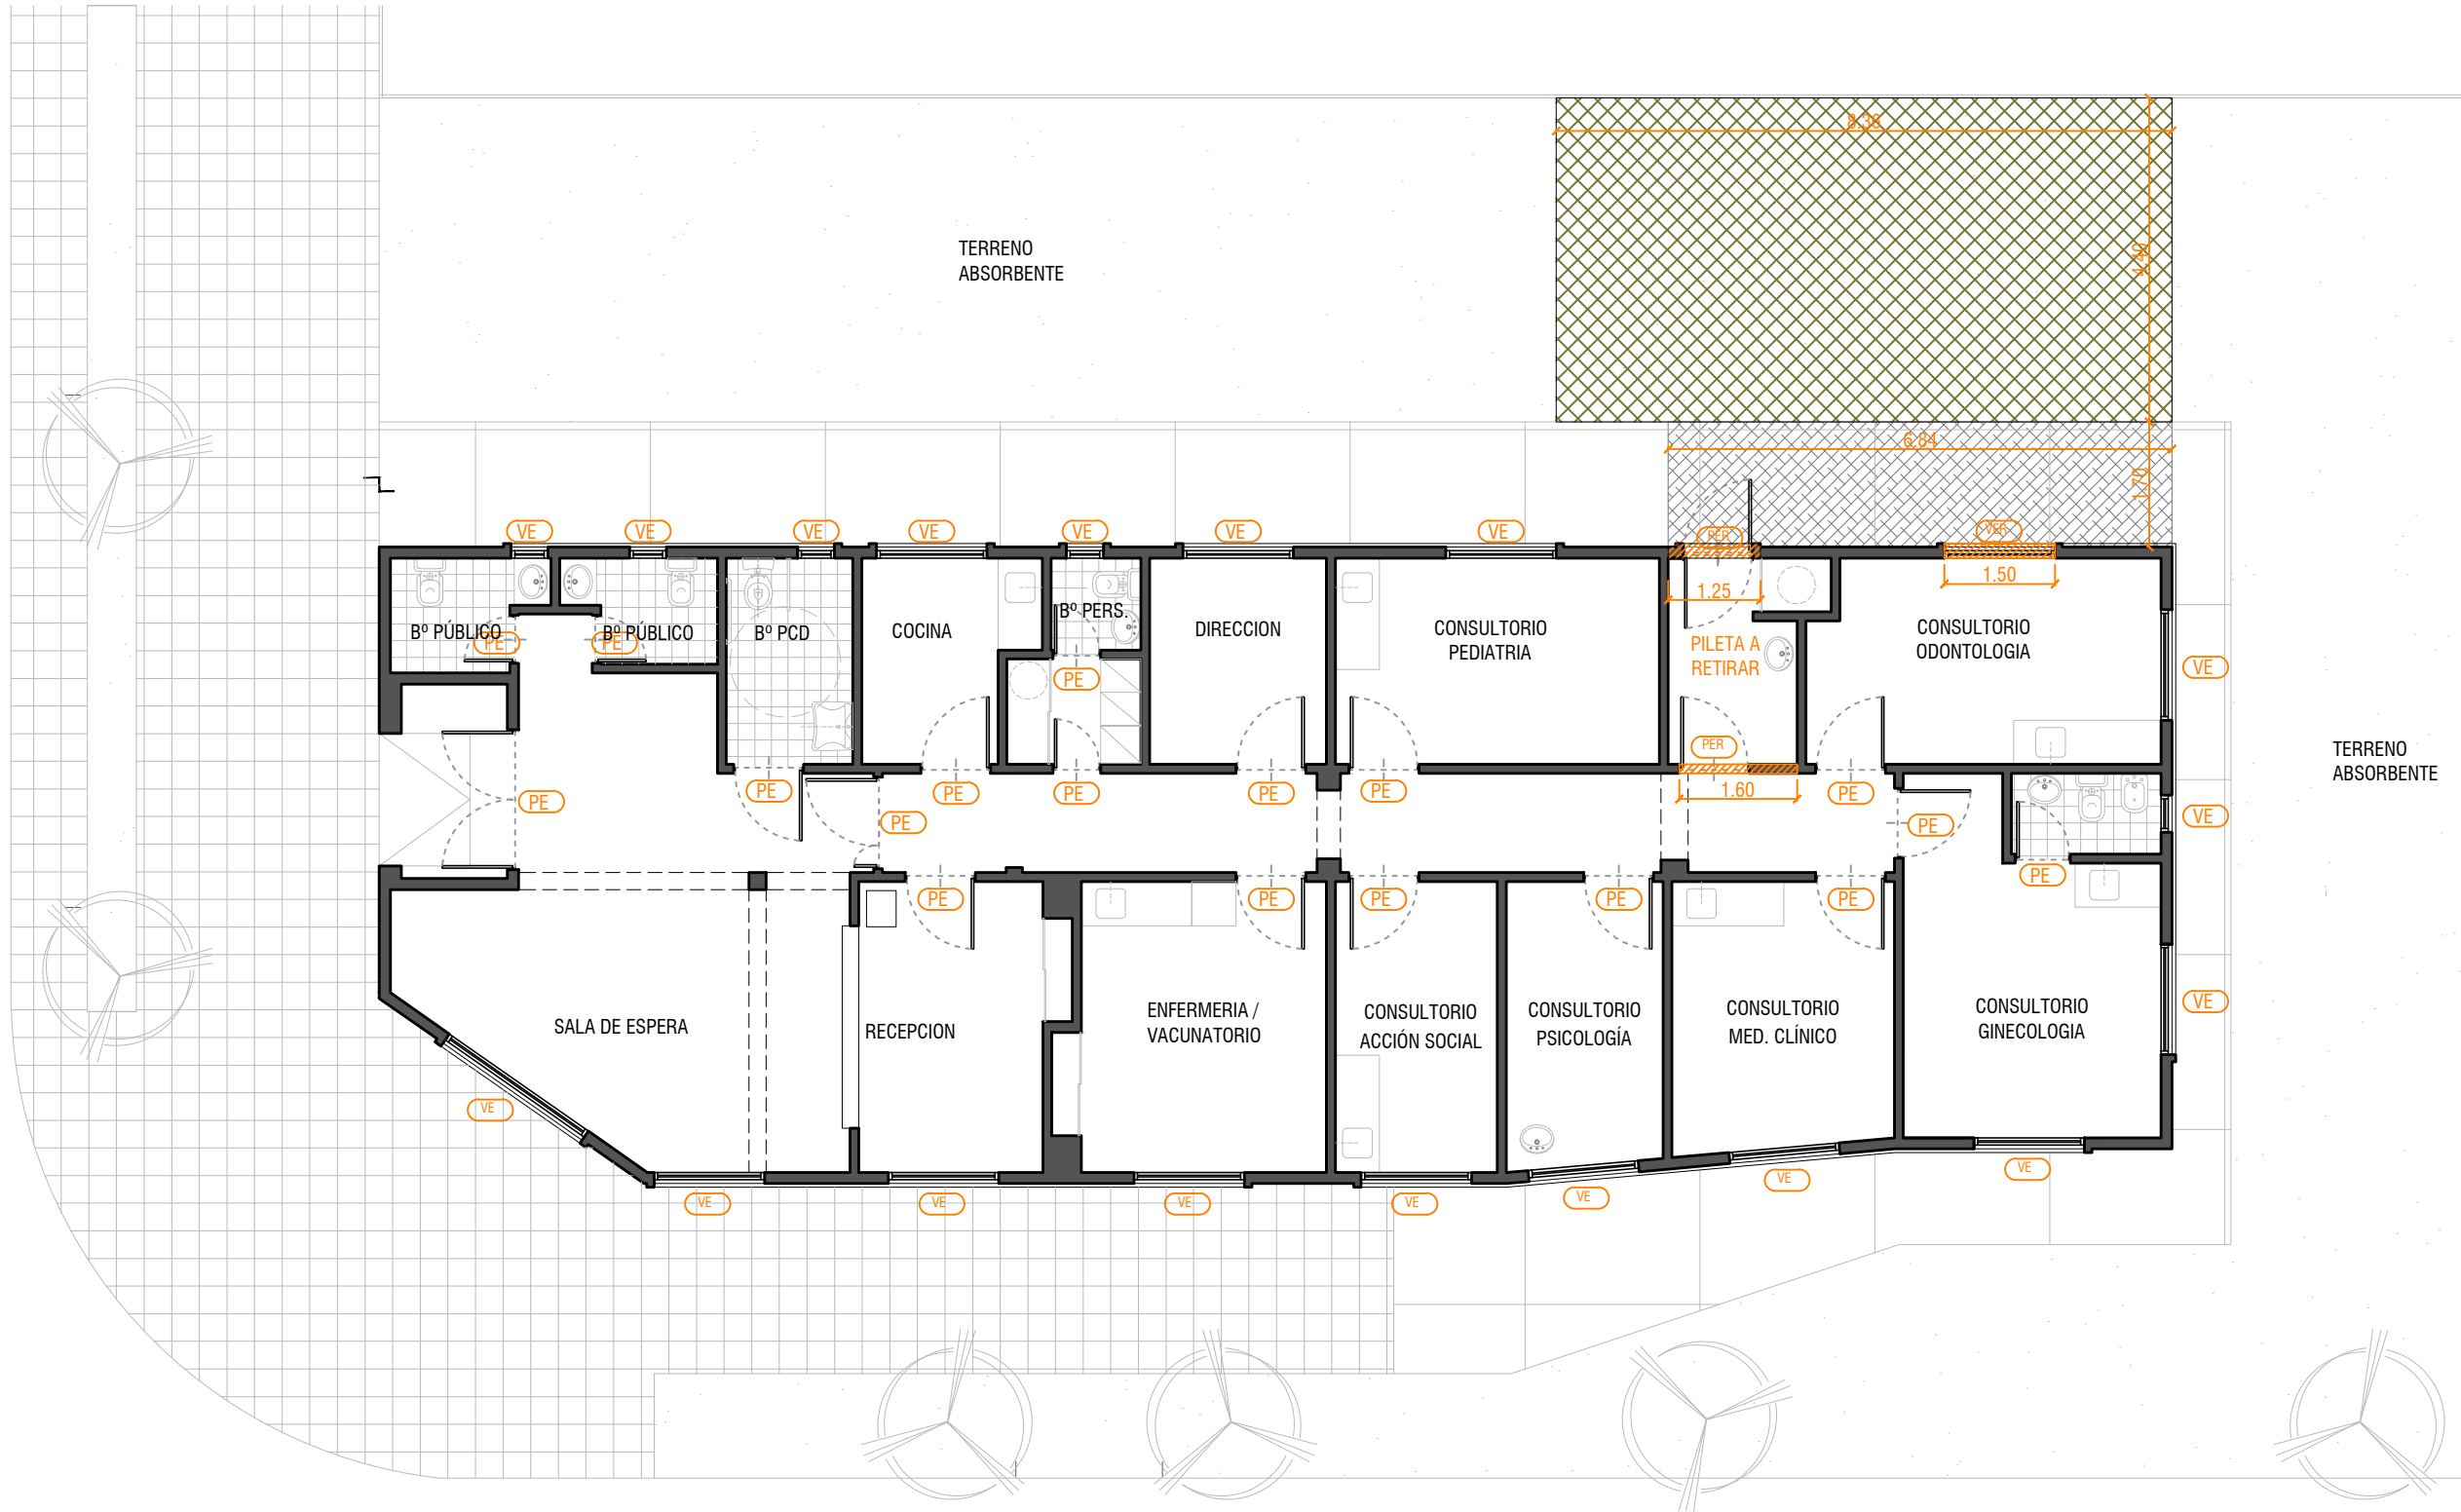 8.36
TERRENO
ABSORBENTE
4.40
6.84
1.70
VE
VE
VE
VE
VE
VE
VE
PER
VER
1.50
1.25
Bº PÚBLICO
PE
PE
Bº PÚBLICO
Bº PCD
COCINA
Bº PERS.
DIRECCION
CONSULTORIO
PEDIATRIA
PILETA A
RETIRAR
CONSULTORIO
ODONTOLOGIA
VE
PE
PER
TERRENO
ABSORBENTE
PE
PE
PE
PE
PE
PE
1.60
PE
PE
PE
PE
VE
PE
PE
PE
PE
PE
PE
VE
SALA DE ESPERA
RECEPCION
ENFERMERIA /
VACUNATORIO
CONSULTORIO
ACCIÓN SOCIAL
CONSULTORIO
PSICOLOGÍA
CONSULTORIO
MED. CLÍNICO
CONSULTORIO
GINECOLOGIA
VE
VE
VE
VE
VE
VE
VE
VE
VE